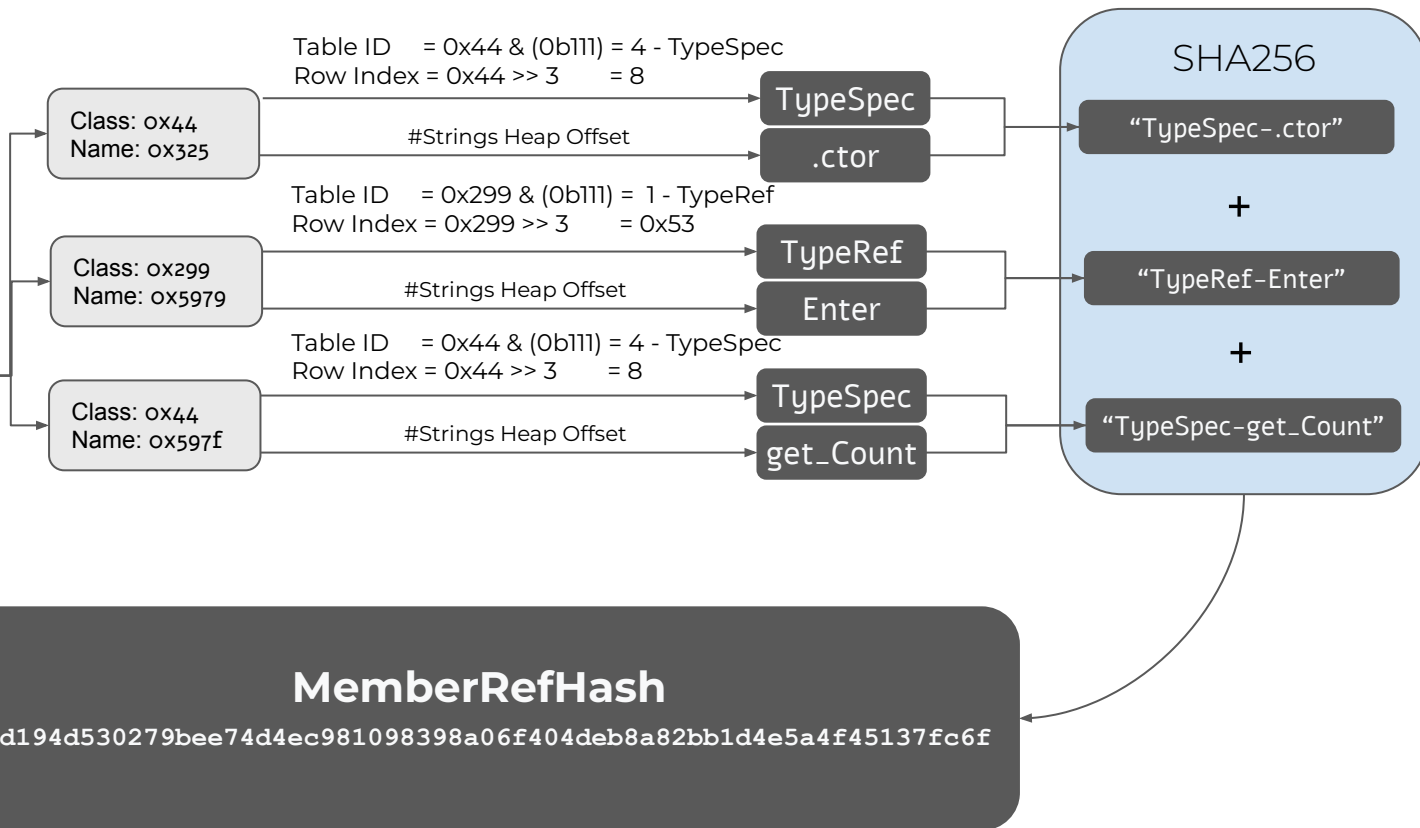 Table ID = 0x44 & (0b111) = 4 - TypeSpec
Row Index = 0x44 >> 3 = 8
Class: 0x44
Name: 0x325
#Strings Heap Offset
TypeSpec
.ctor
Table ID = 0x299 & (0b111) = 1 - TypeRef
Row Index = 0x299 >> 3 = 0x53
Class: 0x299
Name: 0x5979
#Strings Heap Offset
TypeRef
Enter
Table ID = 0x44 & (0b111) = 4 - TypeSpec
Row Index = 0x44 >> 3 = 8
Class: 0x44
Name: 0x597f
#Strings Heap Offset
TypeSpec
get_Count
SHA256
“TypeSpec-.ctor”
+
“TypeRef-Enter”
+
“TypeSpec-get_Count”
MemberRefHash
d194d530279bee74d4ec981098398a06f404deb8a82bb1d4e5a4f45137fc6f